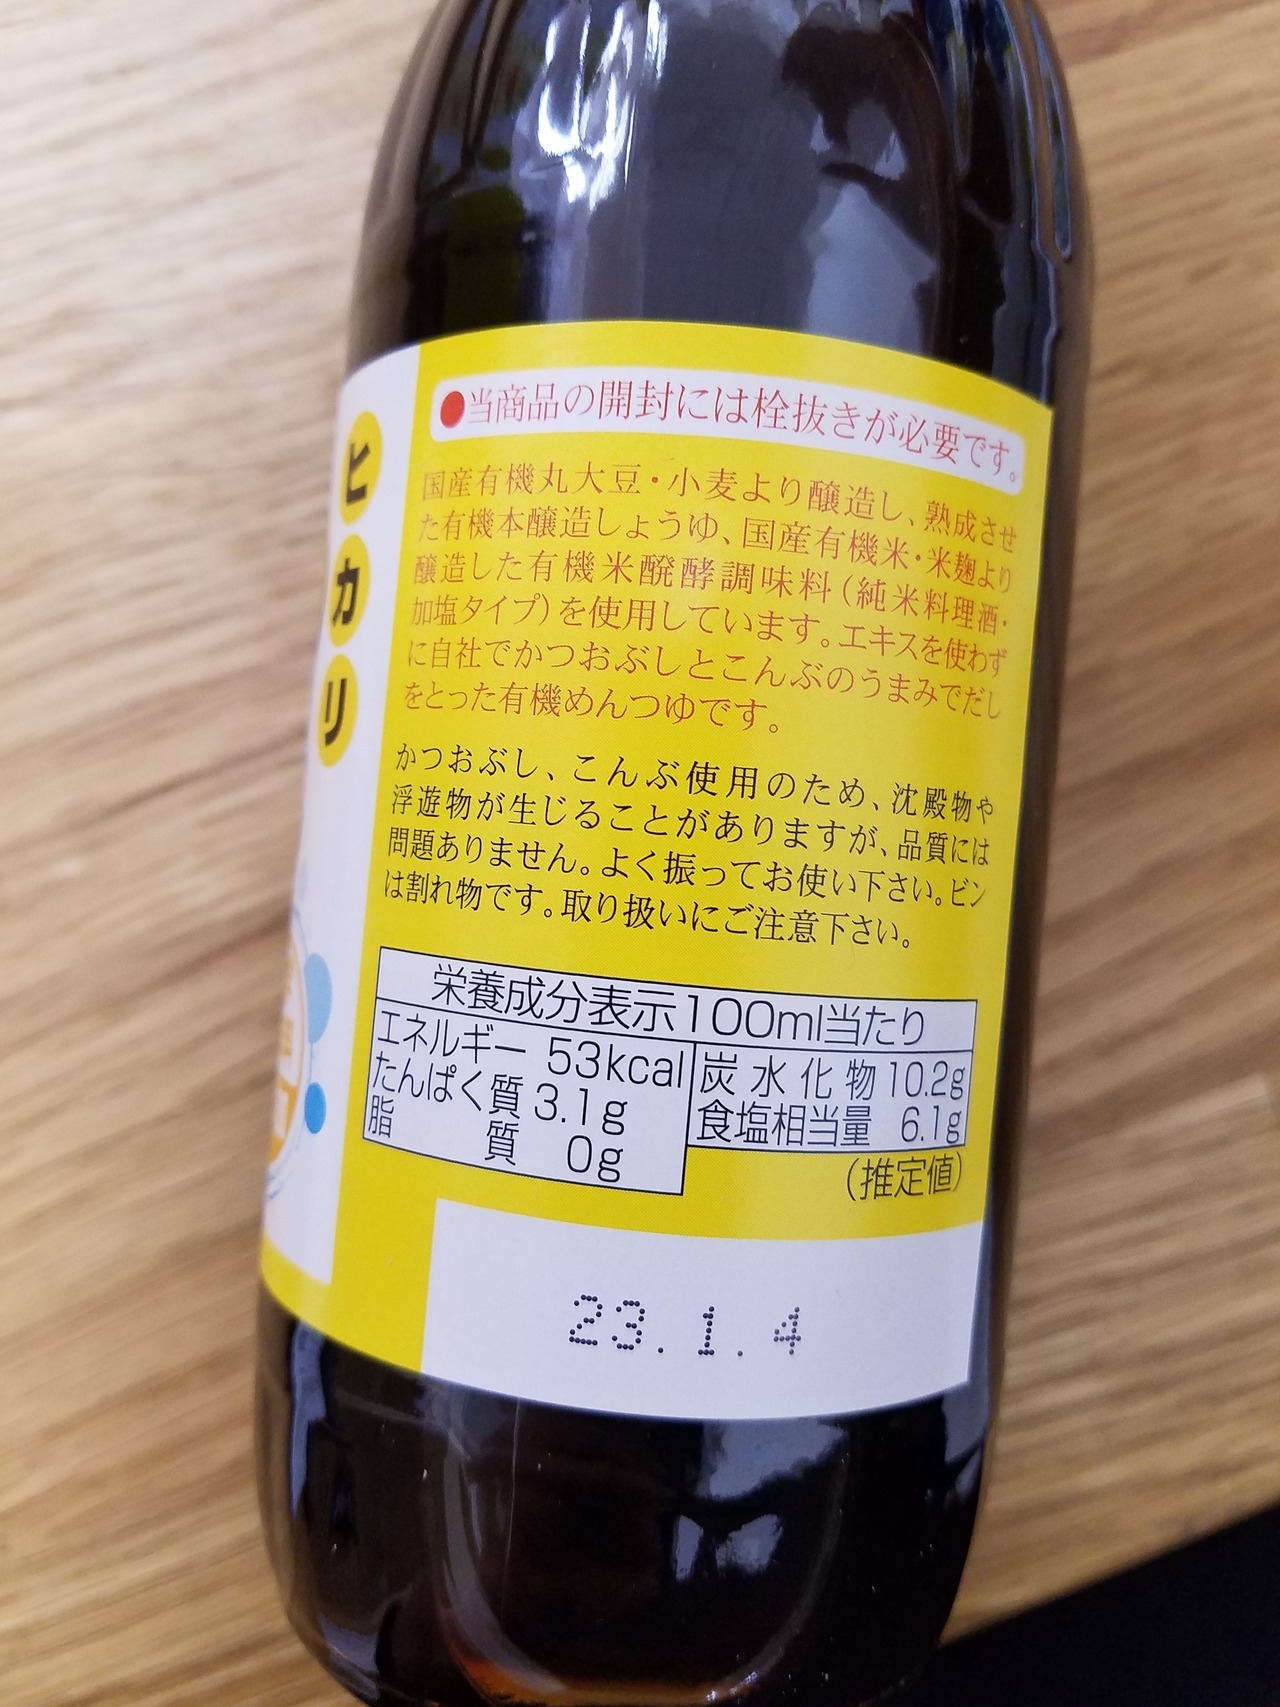 ヒカリ
●当商品の開封には栓抜きが必要です。
国産有機丸大豆・小麦より醸造し、熟成させ
た有機本醸造しょうゆ、国産有機米・米麹より
醸造した有機米醗酵調味料(純米料理酒・
加塩タイプ)を使用しています。エキスを使わず
に自社でかつおぶしとこんぶのうまみでだし
をとった有機めんつゆです。
かつおぶし、こんぶ使用のため、沈殿物や
浮遊物が生じることがありますが、品質には
問題ありません。よく振ってお使い下さい。ビン
は割れ物です。取り扱いにご注意下さい。
栄養成分表示100ml当たり
エネルギー 53kcal
たんぱく質 3.1g
脂質 0g
炭水化物 10.2g
食塩相当量 6.1g
(推定値)
23.1.4